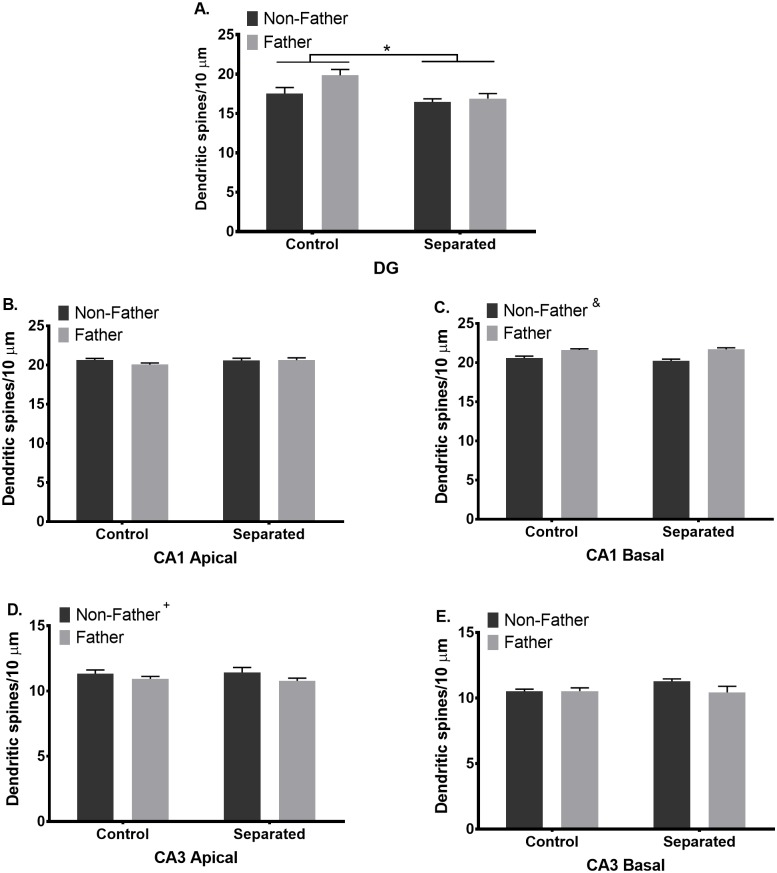 A.
Non-Father
Father
*
Dendritic spines/10 µm
25
20
15
10
5
0
Control Separated
DG
B.
Non-Father
Father
Dendritic spines/10 µm
25
20
15
10
5
0
Control Separated
CA1 Apical
C.
Non-Father &
Father
Dendritic spines/10 µm
25
20
15
10
5
0
Control Separated
CA1 Basal
D.
Non-Father +
Father
Dendritic spines/10 µm
15
10
5
0
Control Separated
CA3 Apical
E.
Non-Father
Father
Dendritic spines/10 µm
15
10
5
0
Control Separated
CA3 Basal